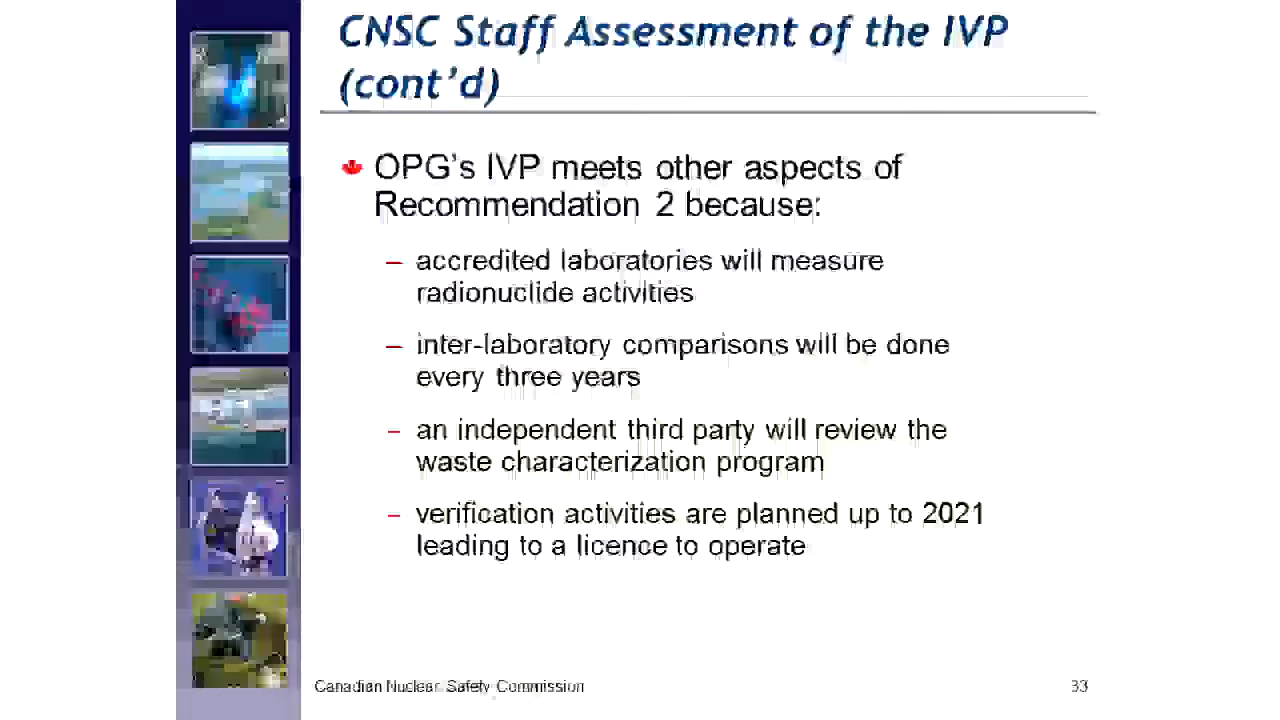 CNSC Staff Assessment of the IVP
(cont'd)
OPG's IVP meets other aspects of
Recommendation 2 because:
– accredited laboratories will measure
radionuclide activities
– inter-laboratory comparisons will be done
every three years
– an independent third party will review the
waste characterization program
– verification activities are planned up to 2021
leading to a licence to operate
Canadian Nuclear Safety Commission
33